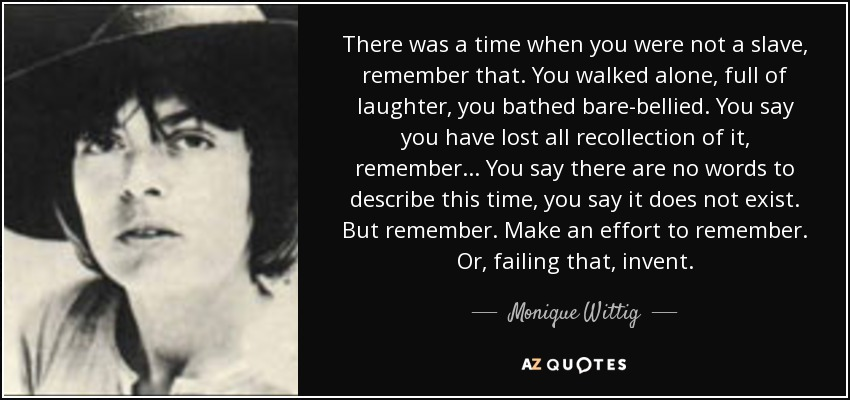 There was a time when you were not a slave,
remember that. You walked alone, full of
laughter, you bathed bare-bellied. You say
you have lost all recollection of it,
remember... You say there are no words to
describe this time, you say it does not exist.
But remember. Make an effort to remember.
Or, failing that, invent.
Monique Wittig
AZ QUOTES